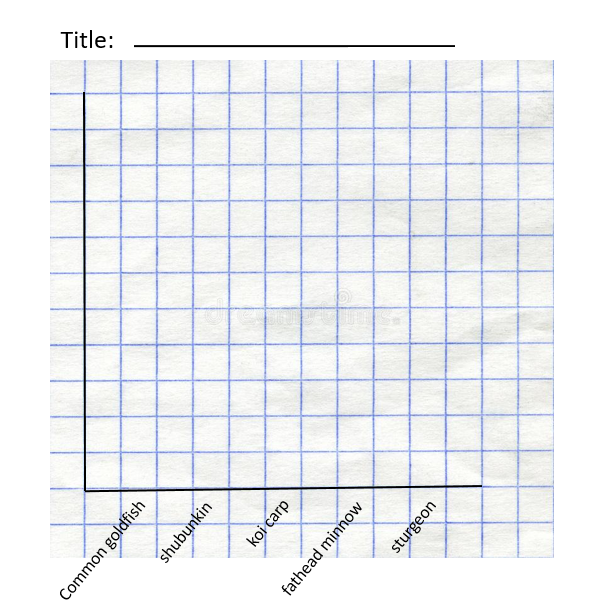 Title:
Common goldfish
shubunkin
koi carp
fathead minnow
sturgeon